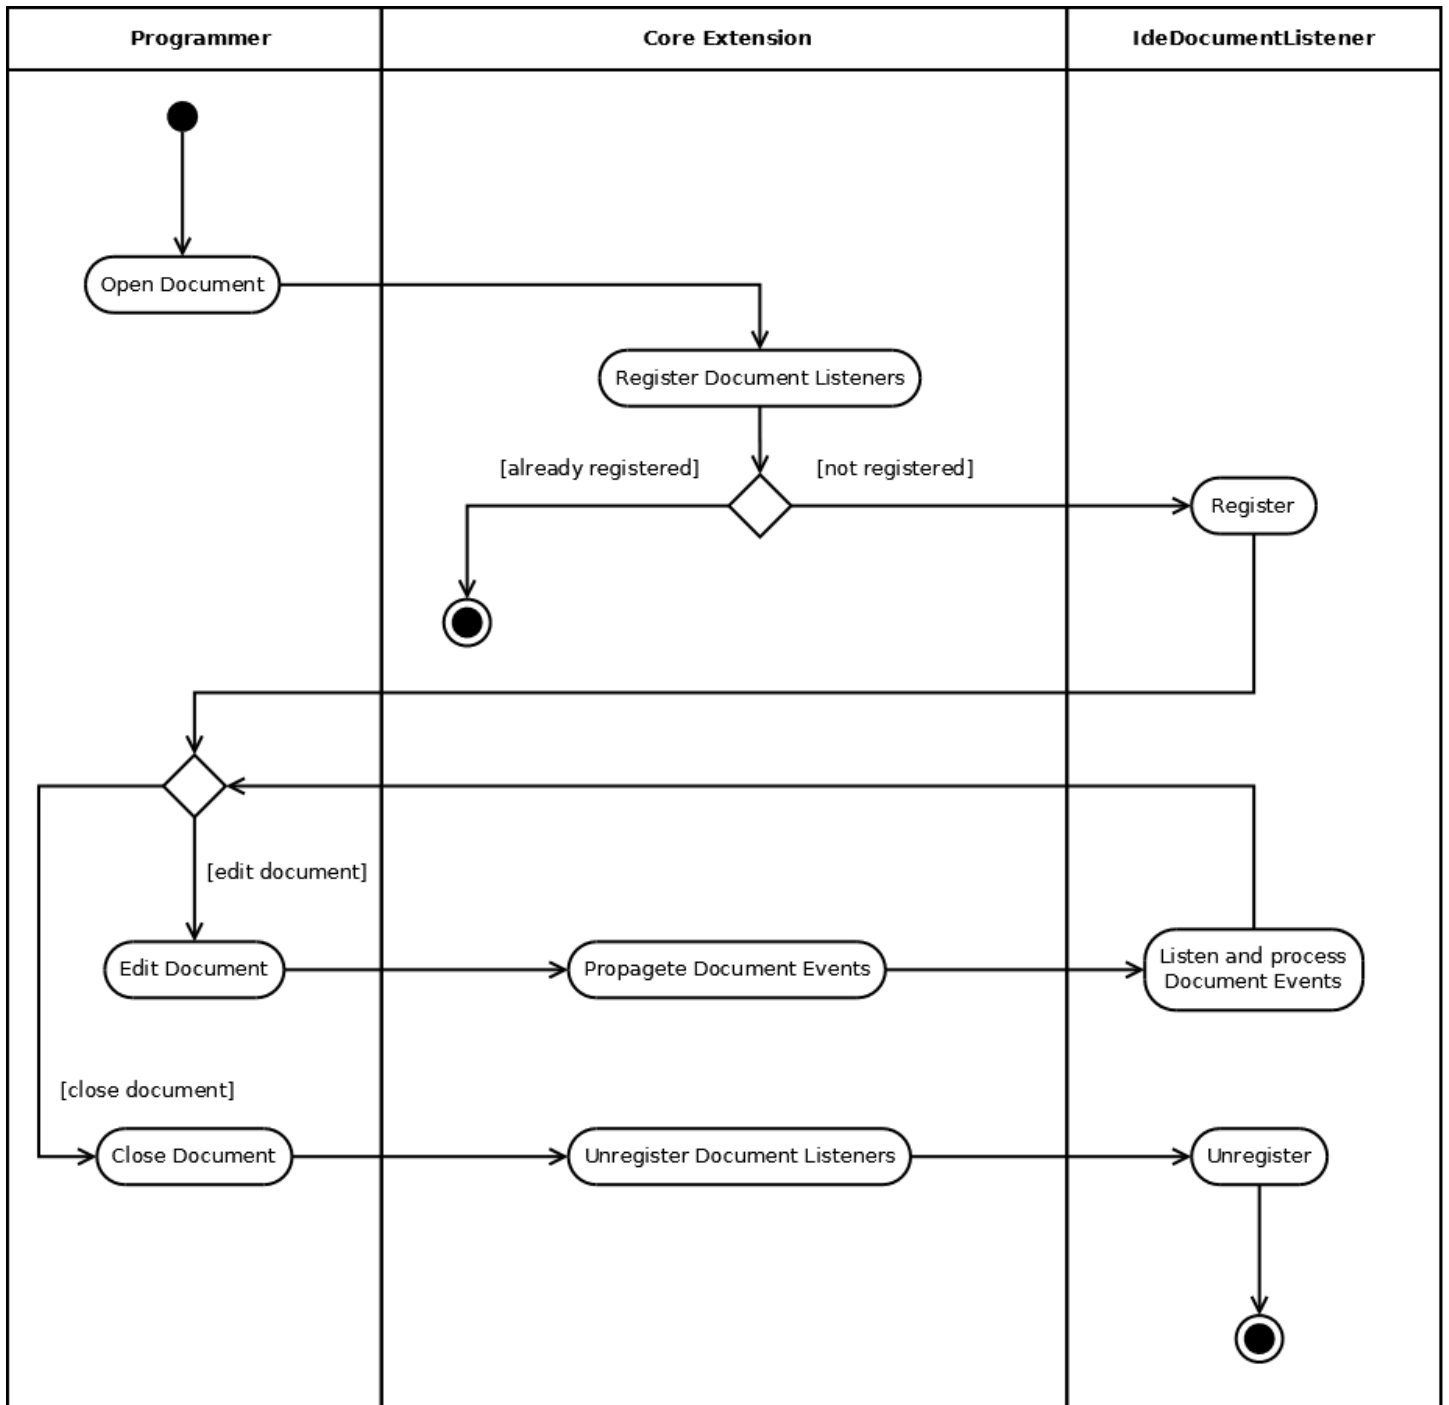 Programmer
Core Extension
IdeDocumentListener
Open Document
Register Document Listeners
[already registered]
[not registered]
Register
[edit document]
Edit Document
Propagete Document Events
Listen and process
Document Events
[close document]
Close Document
Unregister Document Listeners
Unregister